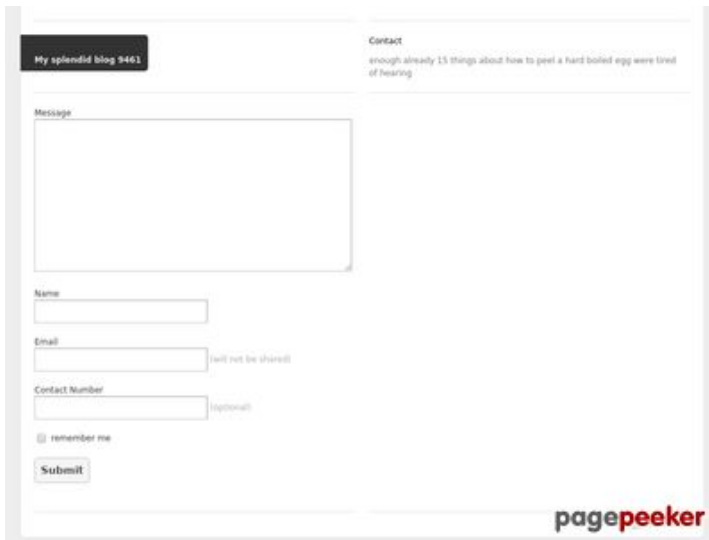 My splendid blog 9461
Contact
enough already 15 things about how to peel a hard boiled egg were tired
of hearing
Message
Name
Email
(will not be shared)
Contact Number
(optional)
remember me
Submit
pagepeeker